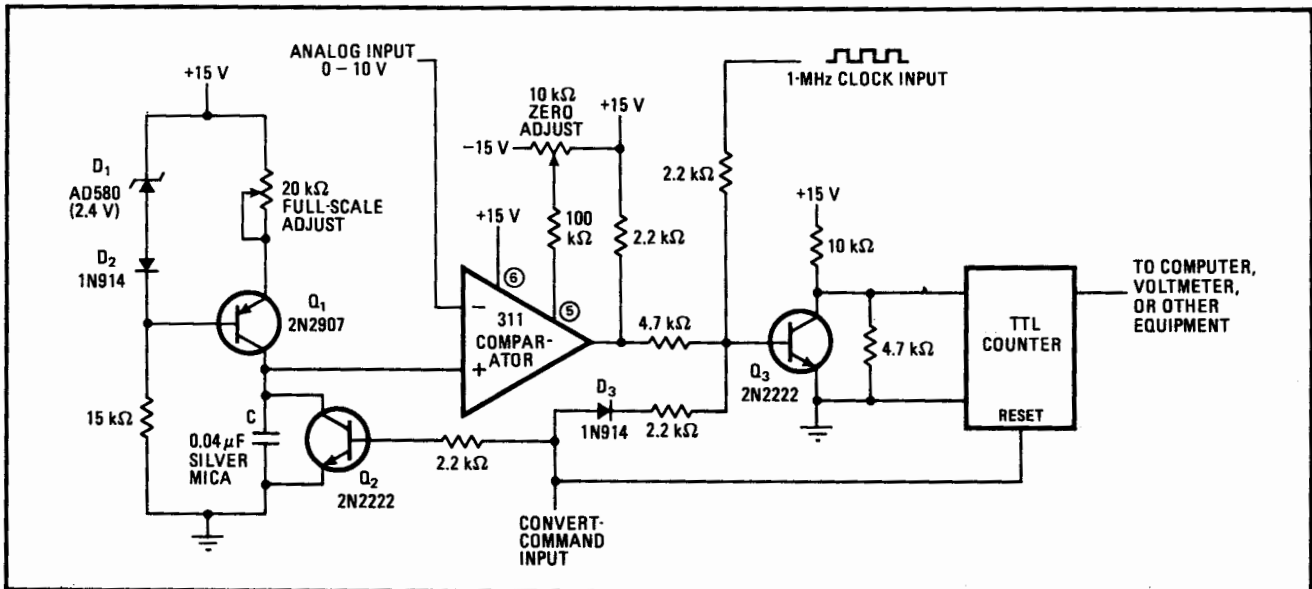 ANALOG INPUT
0 – 10 V
1-MHz CLOCK INPUT
+15 V
10 kΩ
ZERO
ADJUST
+15 V
–15 V
D1
AD580
(2.4 V)
20 kΩ
FULL-SCALE
ADJUST
2.2 kΩ
+15 V
100
kΩ
2.2 kΩ
+15 V
10 kΩ
D2
1N914
6
5
Q1
2N2907
–
311
COMPAR-
ATOR
+
4.7 kΩ
Q3
2N2222
4.7 kΩ
TTL
COUNTER
RESET
TO COMPUTER,
VOLTMETER,
OR OTHER
EQUIPMENT
15 kΩ
C
0.04 μF
SILVER
MICA
Q2
2N2222
2.2 kΩ
D3
1N914
2.2 kΩ
CONVERT-
COMMAND
INPUT